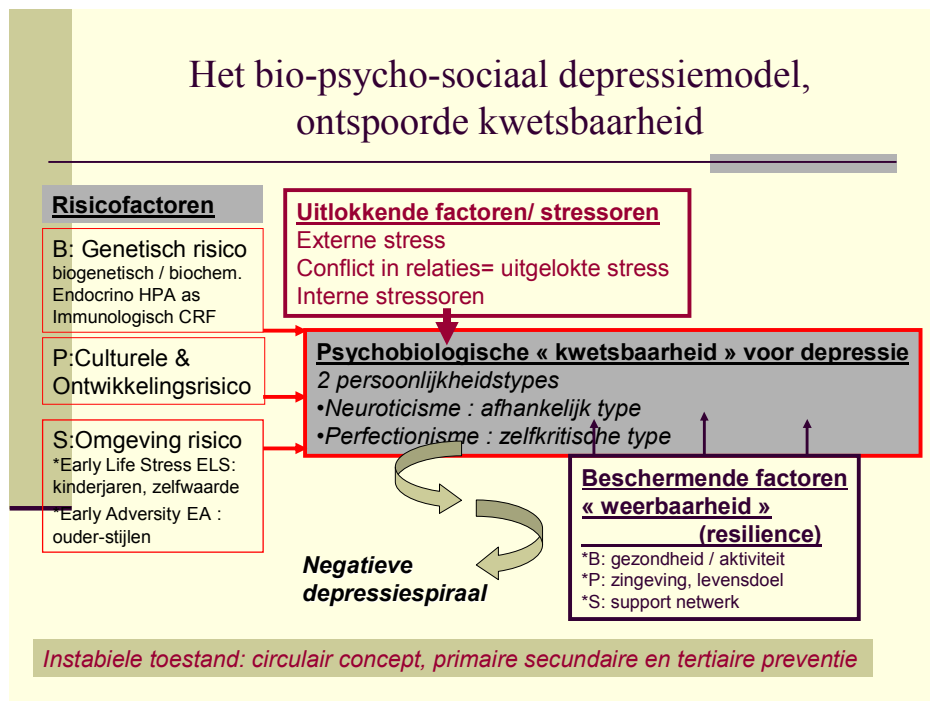 Het bio-psycho-sociaal depressiemodel,
ontspoorde kwetsbaarheid
Risicofactoren
B: Genetisch risico
biogenetisch / biochem.
Endocrino HPA as
Immunologisch CRF
P:Culturele &
Ontwikkelingsrisico
S:Omgeving risico
*Early Life Stress ELS:
kinderjaren, zelfwaarde
*Early Adversity EA :
ouder-stijlen
Uitlokkende factoren/ stressoren
Externe stress
Conflict in relaties= uitgelokte stress
Interne stressoren
Psychobiologische « kwetsbaarheid » voor depressie
2 persoonlijkheidstypes
•Neuroticisme : afhankelijk type
•Perfectionisme : zelfkritische type
Beschermende factoren
« weerbaarheid »
(resilience)
*B: gezondheid / aktiviteit
*P: zingeving, levensdoel
*S: support netwerk
Negatieve
depressiespiraal
Instabiele toestand: circulair concept, primaire secundaire en tertiaire preventie